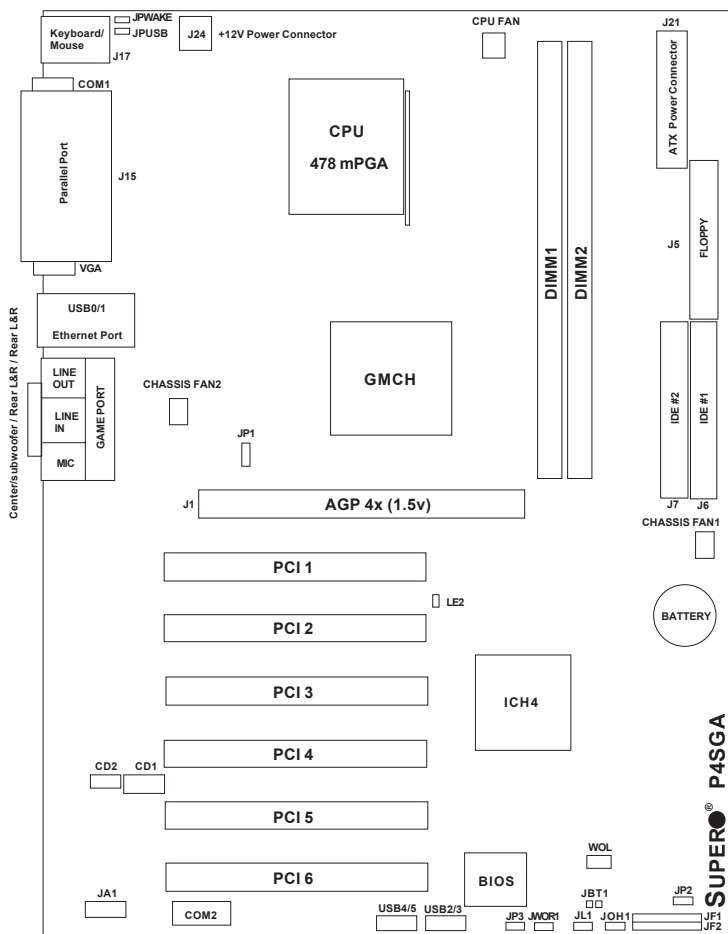 JPWAKE
JPUSB
Keyboard/
Mouse
J17
J24
+12V Power Connector
CPU FAN
J21
ATX Power Connector
COM1
Parallel Port
J15
VGA
CPU
478 mPGA
DIMM1
DIMM2
J5
FLOPPY
USB0/1
Ethernet Port
Center/subwoofer / Rear L&R / Rear L&R
LINE
OUT
LINE
IN
MIC
GAME PORT
CHASSIS FAN2
JP1
GMCH
IDE #2
IDE #1
J7
J6
J1
AGP 4x (1.5v)
CHASSIS FAN1
PCI 1
LE2
BATTERY
PCI 2
PCI 3
ICH4
PCI 4
CD2
CD1
PCI 5
PCI 6
BIOS
WOL
JBT1
JP2
JA1
COM2
USB4/5
USB2/3
JP3
JWOR1
JL1
JOH1
JF1
JF2
SUPER® P4SGA